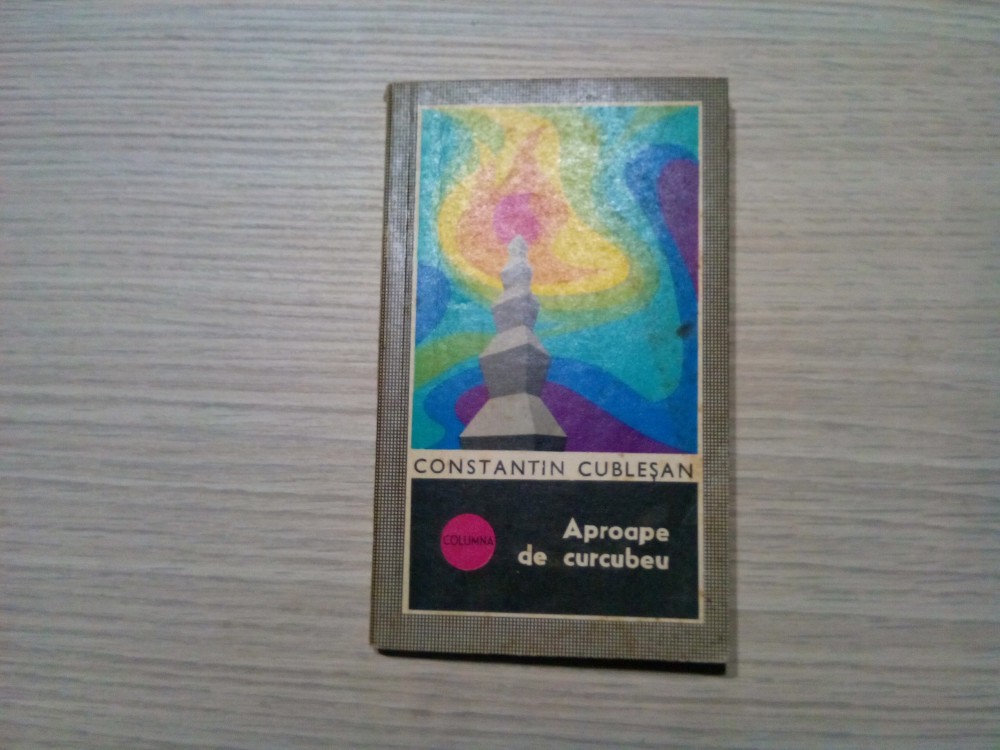 CONSTANTIN CUBLEȘAN
COLUMNA
Aproape
de curcubeu